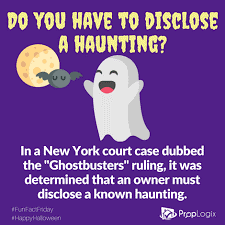 DO YOU HAVE TO DISCLOSE
A HAUNTING?
In a New York court case dubbed
the "Ghostbusters" ruling, it was
determined that an owner must
disclose a known haunting.
#FunFactFriday
#HappyHalloween
PropLogix